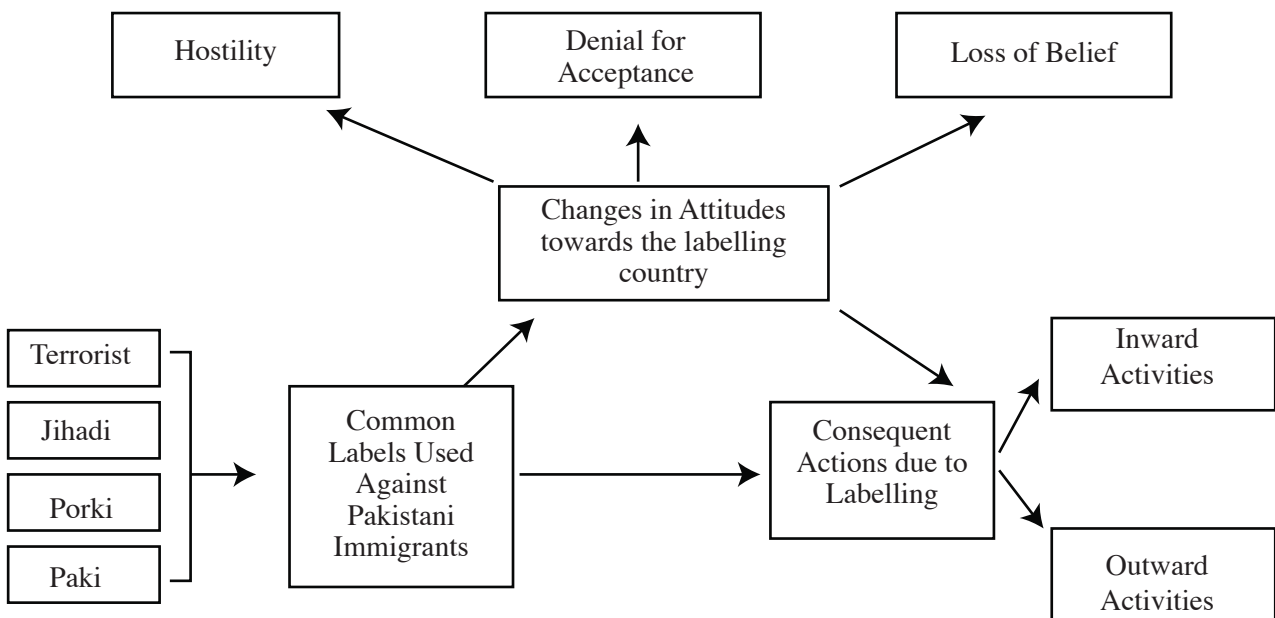 Hostility
Denial for
Acceptance
Loss of Belief
Changes in Attitudes
towards the labelling
country
Terrorist
Jihadi
Porki
Paki
Common
Labels Used
Against
Pakistani
Immigrants
Consequent
Actions due to
Labelling
Inward
Activities
Outward
Activities